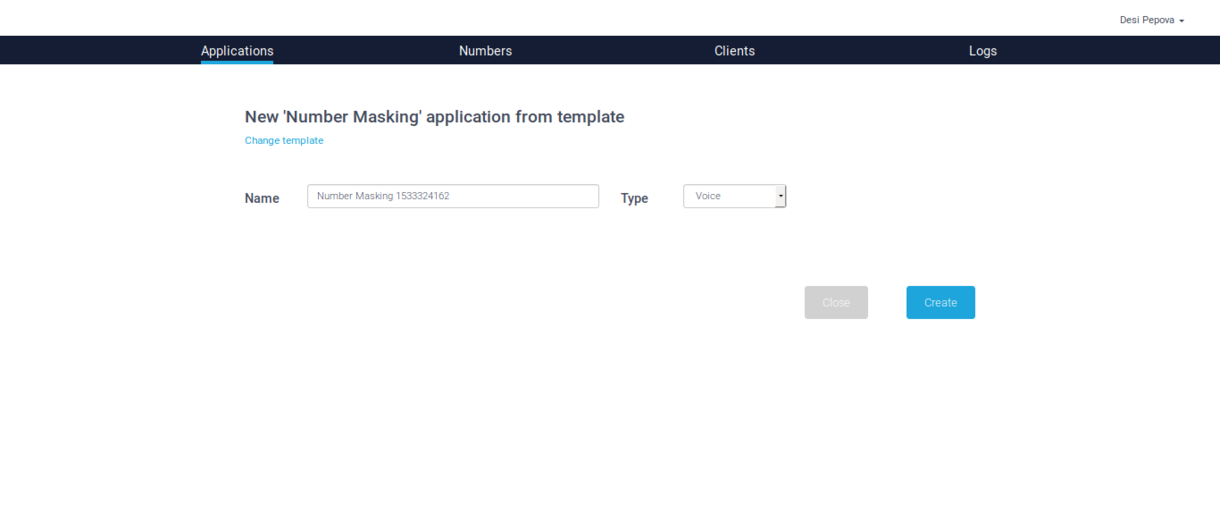 Desi Pepova
Applications Numbers Clients Logs
New 'Number Masking' application from template
Change template
Name Number Masking 1533324162 Type Voice
Close Create